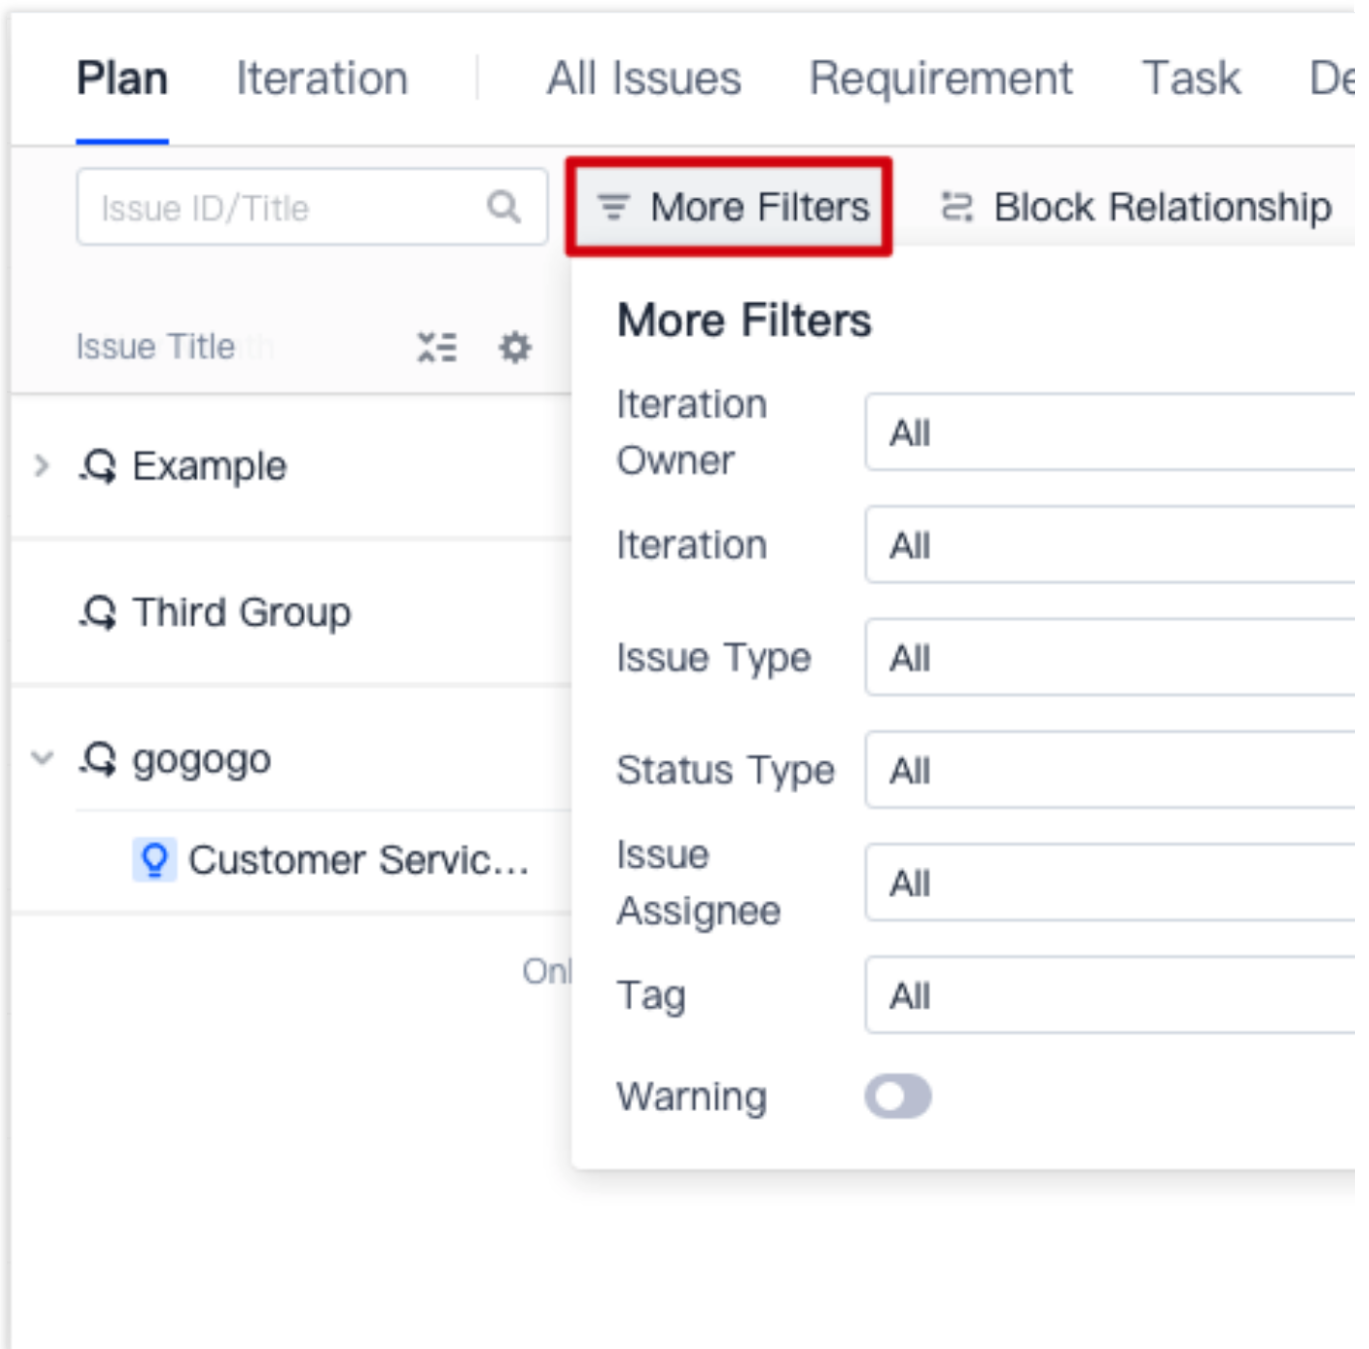 Plan Iteration All Issues Requirement Task De
Issue ID/Title More Filters Block Relationship
More Filters
Issue Title
Iteration Owner All
Example
Iteration All
Third Group
Issue Type All
gogogo
Status Type All
Customer Servic...
Issue Assignee All
Onl
Tag All
Warning